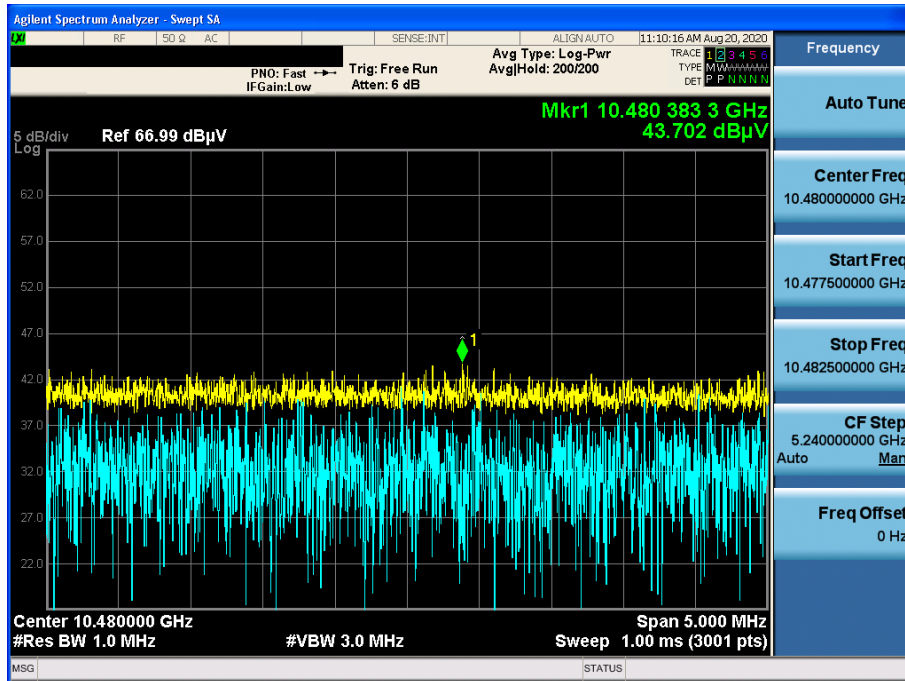 Agilent Spectrum Analyzer - Swept SA
LXI RF 50 Ω AC SENSE:INT ALIGN AUTO 11:10:16 AM Aug 20, 2020
Frequency
PNO: Fast
IFGain:Low
Trig: Free Run
Atten: 6 dB
Avg Type: Log-Pwr
Avg|Hold: 200/200
TRACE 1 2 3 4 5 6
TYPE M W W W W W
DET P P N N N N
Auto Tune
Mkr1 10.480 383 3 GHz
43.702 dBµV
5 dB/div Ref 66.99 dBµV
Log
Center Freq
10.480000000 GHz
62.0
57.0
52.0
47.0
42.0
37.0
32.0
27.0
22.0
1
Start Freq
10.477500000 GHz
Stop Freq
10.482500000 GHz
CF Step
5.240000000 GHz
Auto Man
Freq Offset
0 Hz
Center 10.480000 GHz Span 5.000 MHz
#Res BW 1.0 MHz #VBW 3.0 MHz Sweep 1.00 ms (3001 pts)
MSG STATUS